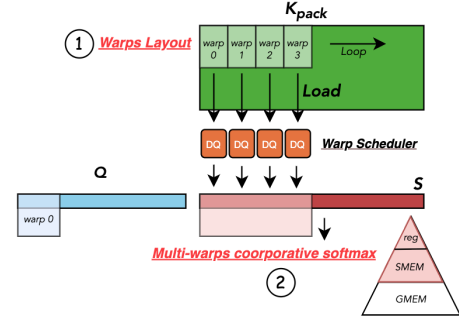 K_pack
1 Warps Layout
warp 0 warp 1 warp 2 warp 3
Loop
Load
DQ DQ DQ DQ
Warp Scheduler
Q
S
warp 0
Multi-warps coorporative softmax
2
reg
SMEM
GMEM